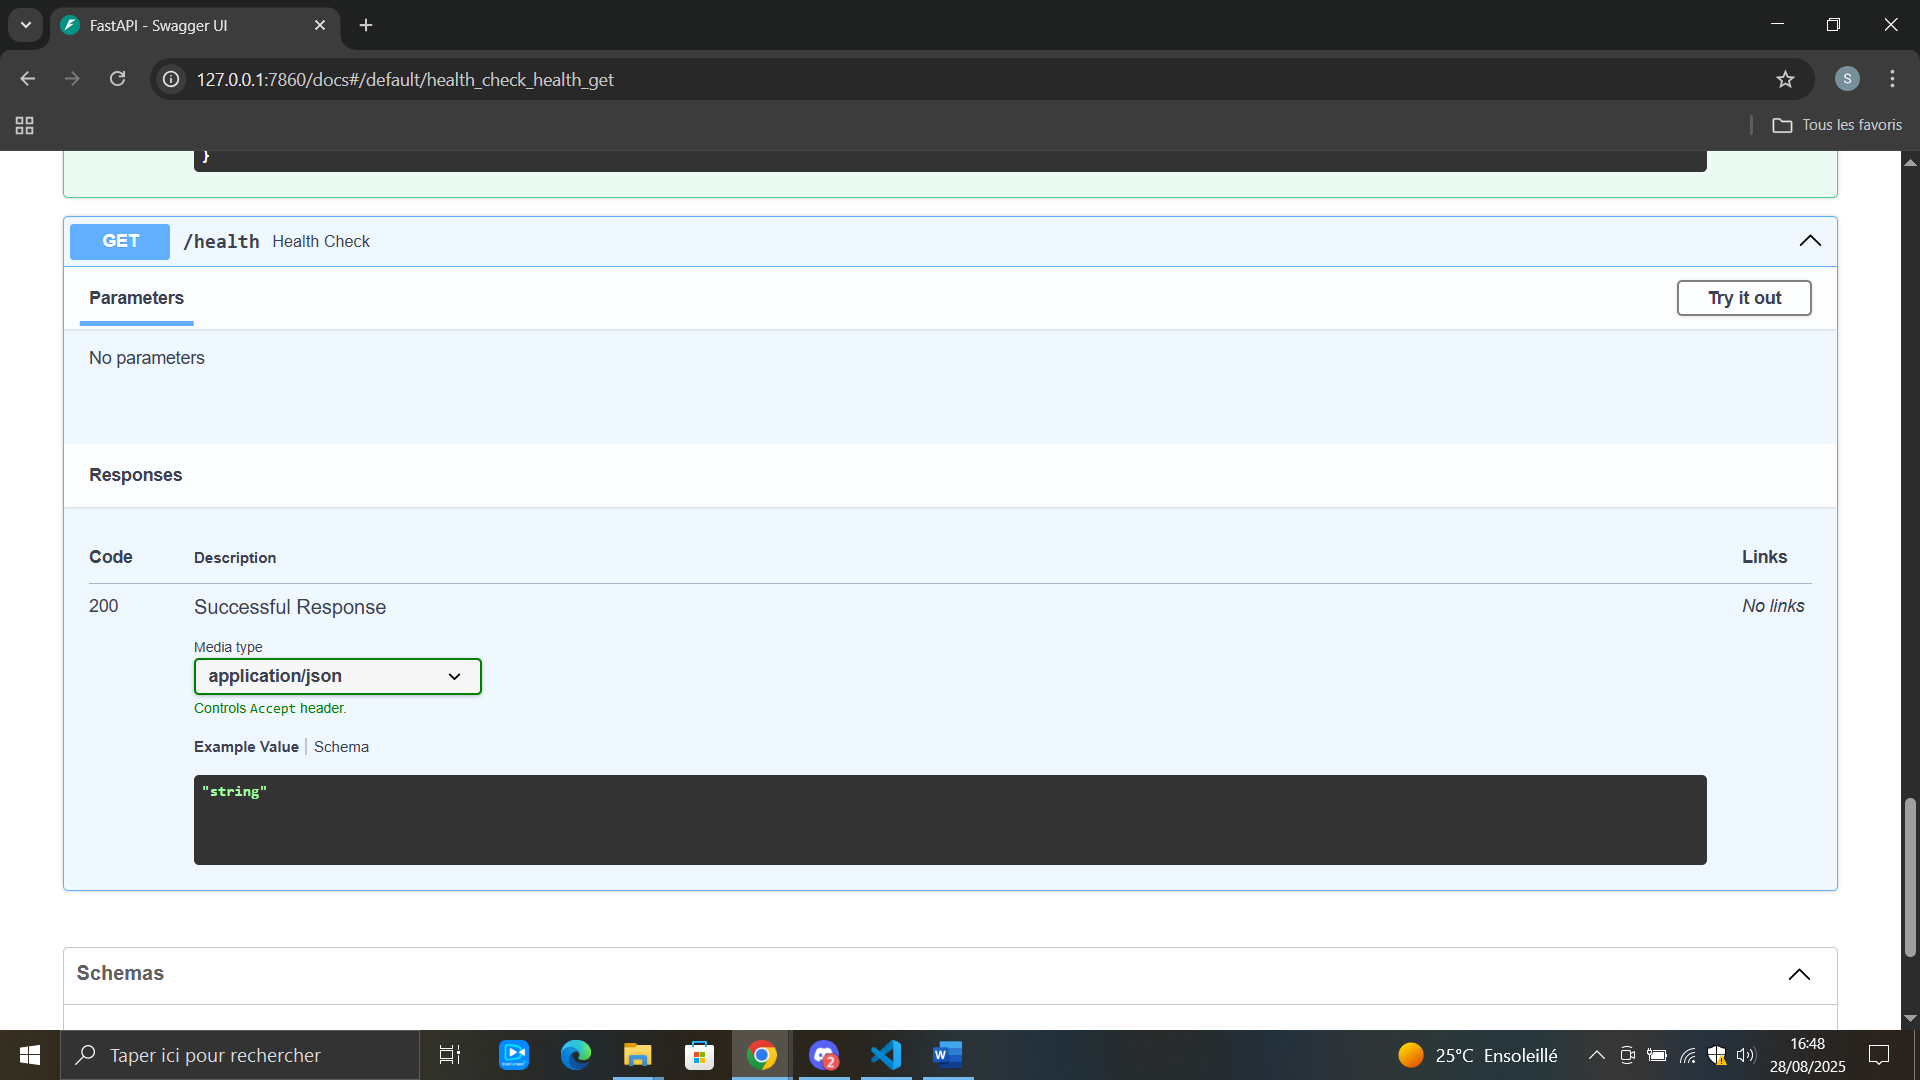 FastAPI - Swagger UI
127.0.0.1:7860/docs#/default/health_check_health_get
S
Tous les favoris
}
GET /health Health Check
Parameters
Try it out
No parameters
Responses
Code Description Links
200 Successful Response No links
Media type
application/json
Controls Accept header.
Example Value Schema
"string"
Schemas
Taper ici pour rechercher
2
W
25°C Ensoleillé
16:48
28/08/2025